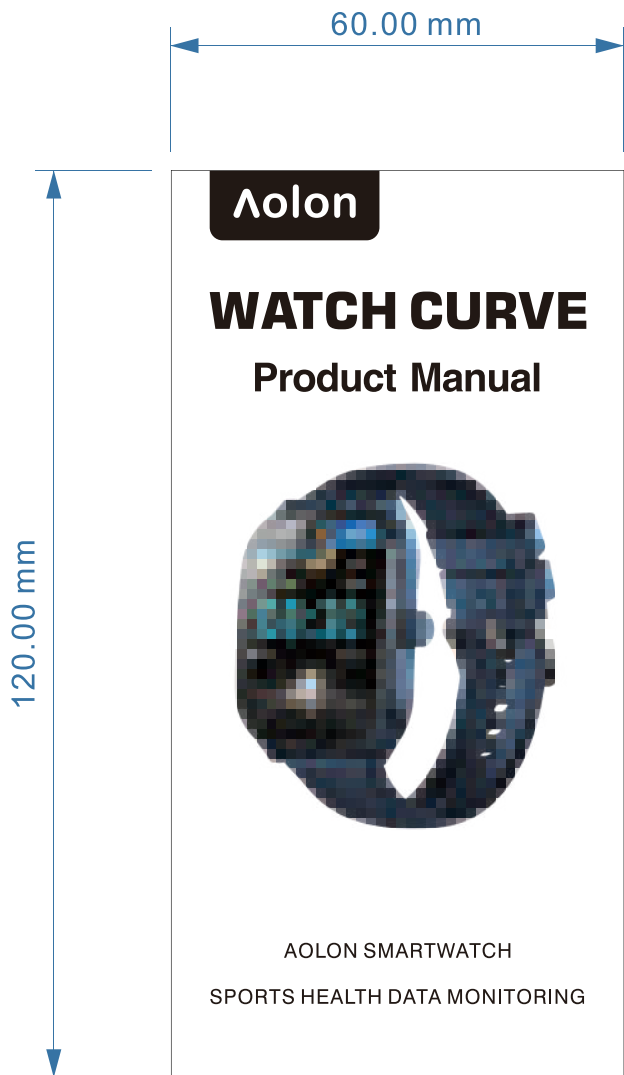 60.00 mm
120.00 mm
Aolon
WATCH CURVE
Product Manual
AOLON SMARTWATCH
SPORTS HEALTH DATA MONITORING